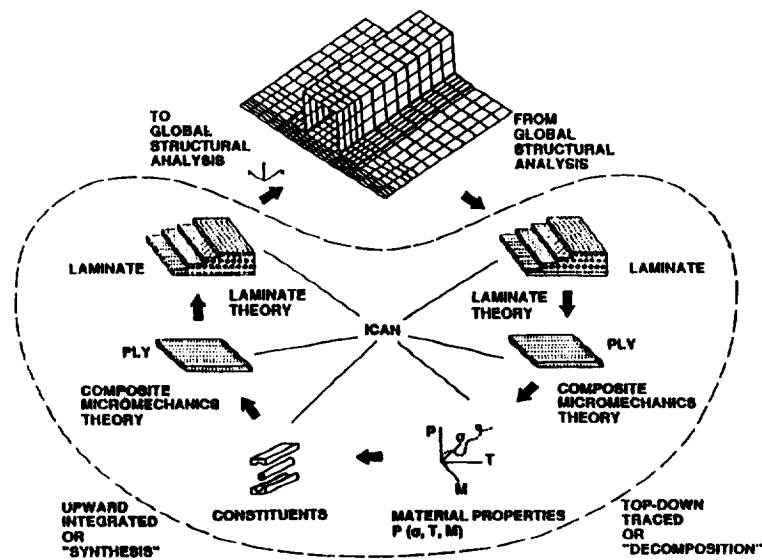 TO
GLOBAL
STRUCTURAL
ANALYSIS
FROM
GLOBAL
STRUCTURAL
ANALYSIS
LAMINATE
LAMINATE
THEORY
LAMINATE
LAMINATE
THEORY
ICAN
PLY
PLY
COMPOSITE
MICROMECHANICS
THEORY
COMPOSITE
MICROMECHANICS
THEORY
P
σ
T
M
CONSTITUENTS
MATERIAL PROPERTIES
P (σ, T, M)
UPWARD
INTEGRATED
OR
"SYNTHESIS"
TOP-DOWN
TRACED
OR
"DECOMPOSITION"